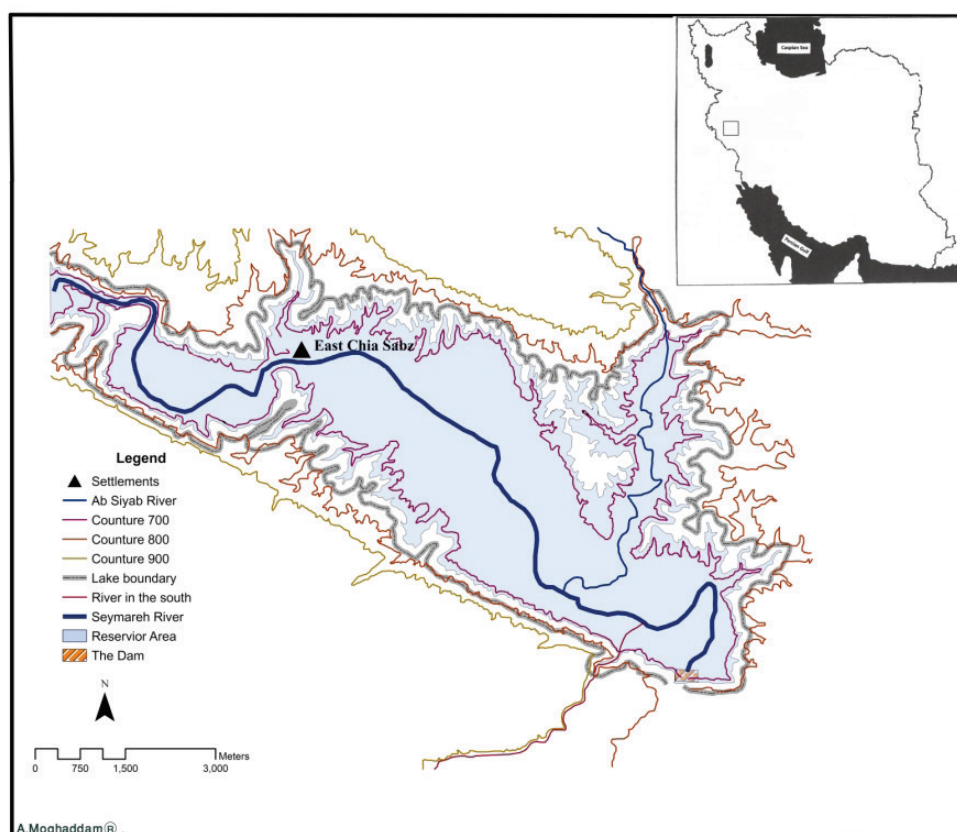 Caspian Sea
Persian Gulf
East Chia Sabz
Legend
Settlements
Ab Siyab River
Counture 700
Counture 800
Counture 900
Lake boundary
River in the south
Seymareh River
Reservior Area
The Dam
N
Meters
0 750 1,500 3,000
A.Moghaddam®.